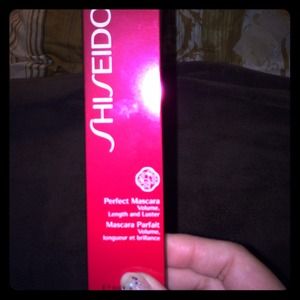 SHISEIDO
Perfect Mascara
Volume,
Length and Luster
Mascara Parfait
Volume,
longueur et brillance